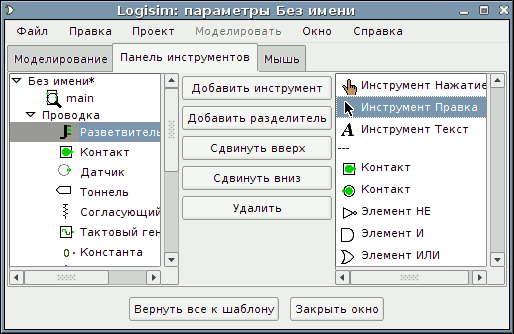 Logisim: параметры Без имени
Файл Правка Проект Моделировать Окно Справка
Моделирование Панель инструментов Мышь
Без имени*
main
Проводка
Разветвитель
Контакт
Датчик
Тоннель
Согласующий
Тактовый ген
Константа
Добавить инструмент
Добавить разделитель
Сдвинуть вверх
Сдвинуть вниз
Удалить
Инструмент Нажатие
Инструмент Правка
Инструмент Текст
---
Контакт
Контакт
Элемент НЕ
Элемент И
Элемент ИЛИ
Вернуть все к шаблону Закрыть окно